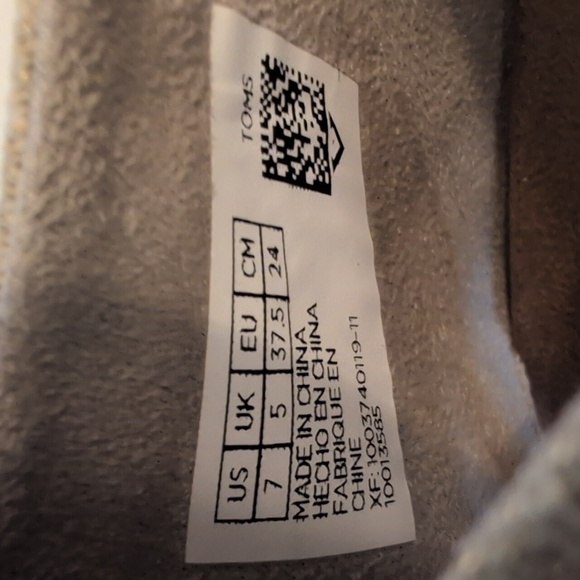 TOMS
US UK EU CM
7 5 37.5 24
MADE IN CHINA
HECHO EN CHINA
FABRIQUE EN
CHINE
XF: 1003740119-11
10013585